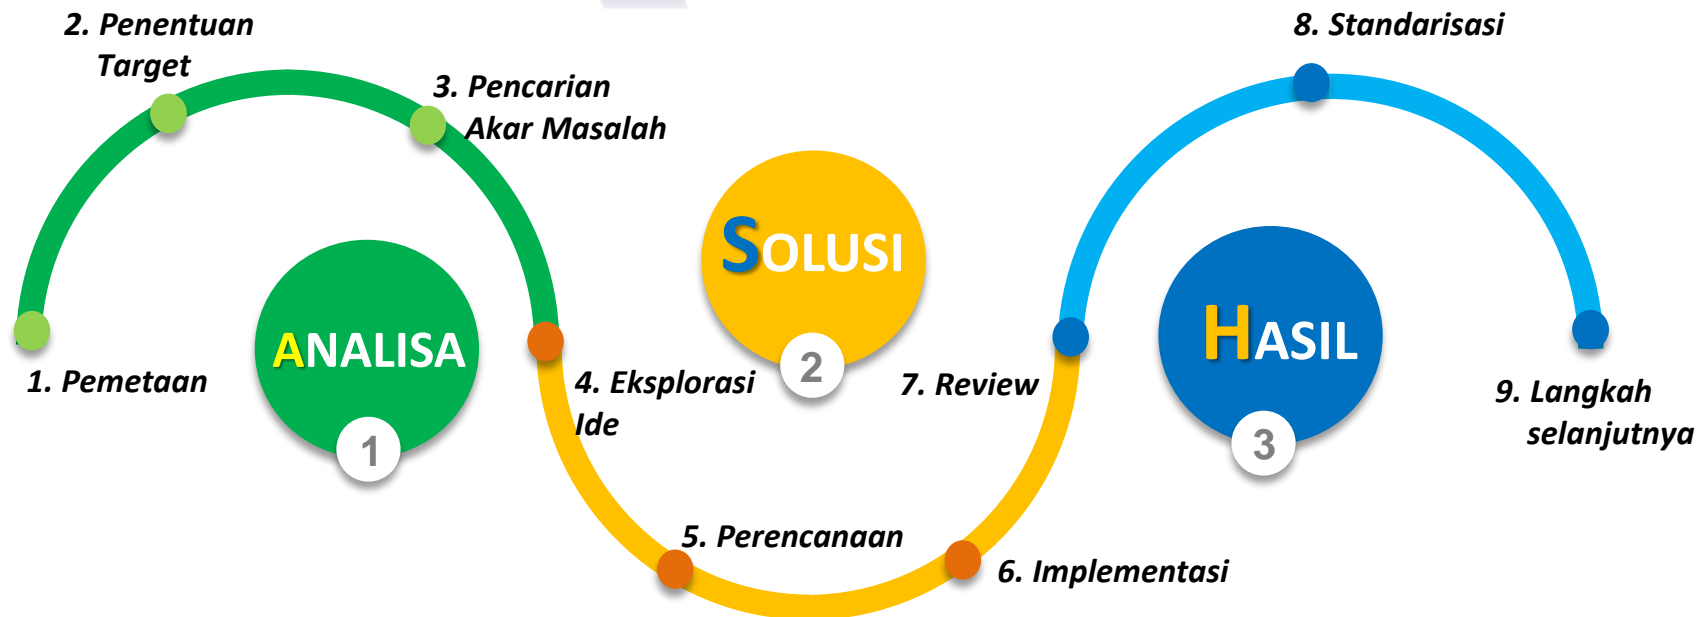 1. Pemetaan
2. Penentuan
Target
3. Pencarian
Akar Masalah
ANALISA
1
4. Eksplorasi
Ide
5. Perencanaan
6. Implementasi
SOLUSI
2
7. Review
8. Standarisasi
9. Langkah
selanjutnya
HASIL
3